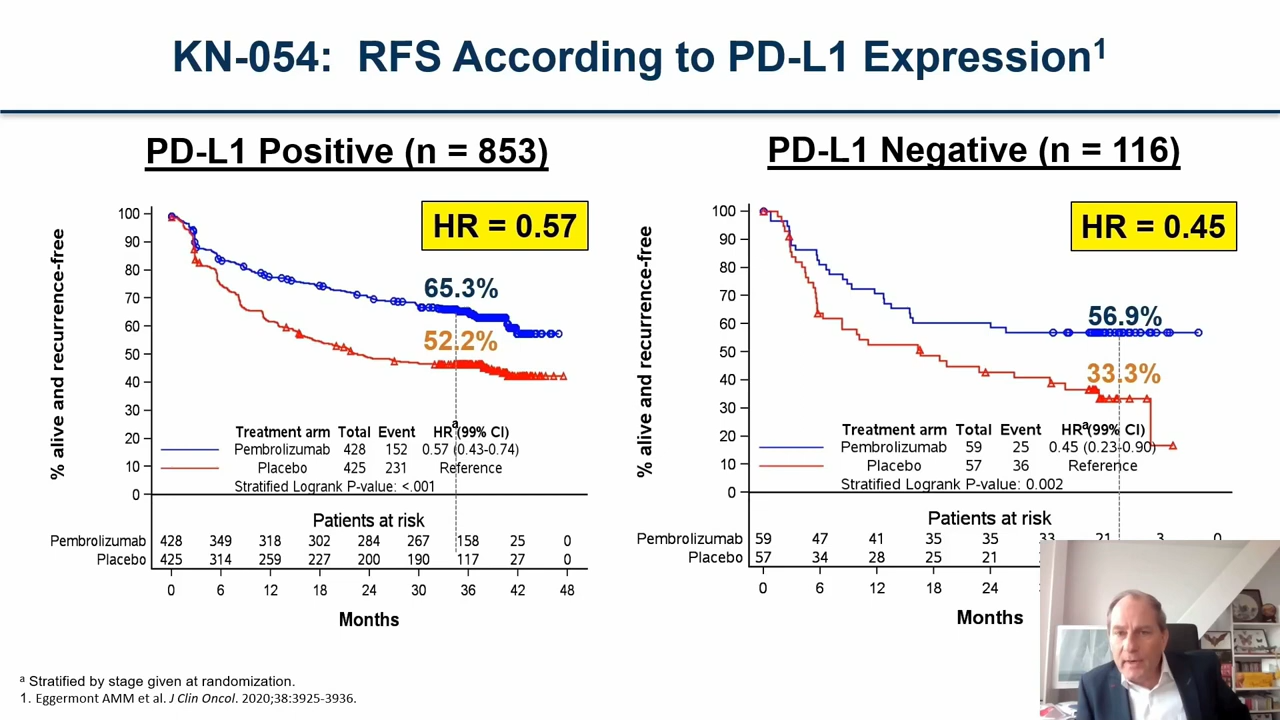 KN-054: RFS According to PD-L1 Expression1
PD-L1 Positive (n = 853)
% alive and recurrence-free
100
90
80
70
60
50
40
30
20
10
0
HR = 0.57
65.3%
52.2%
Treatment arm Total Event HRa (99% CI)
Pembrolizumab 428 152 0.57 (0.43-0.74)
Placebo 425 231 Reference
Stratified Logrank P-value: <.001
Patients at risk
Pembrolizumab 428 349 318 302 284 267 158 25 0
Placebo 425 314 259 227 200 190 117 27 0
0 6 12 18 24 30 36 42 48
Months
PD-L1 Negative (n = 116)
% alive and recurrence-free
100
90
80
70
60
50
40
30
20
10
0
HR = 0.45
56.9%
33.3%
Treatment arm Total Event HRa (99% CI)
Pembrolizumab 59 25 0.45 (0.23-0.90)
Placebo 57 36 Reference
Stratified Logrank P-value: 0.002
Patients at risk
Pembrolizumab 59 47 41 35 35 33 21 3 0
Placebo 57 34 28 25 21
0 6 12 18 24
Months
a Stratified by stage given at randomization.
1. Eggermont AMM et al. J Clin Oncol. 2020;38:3925-3936.